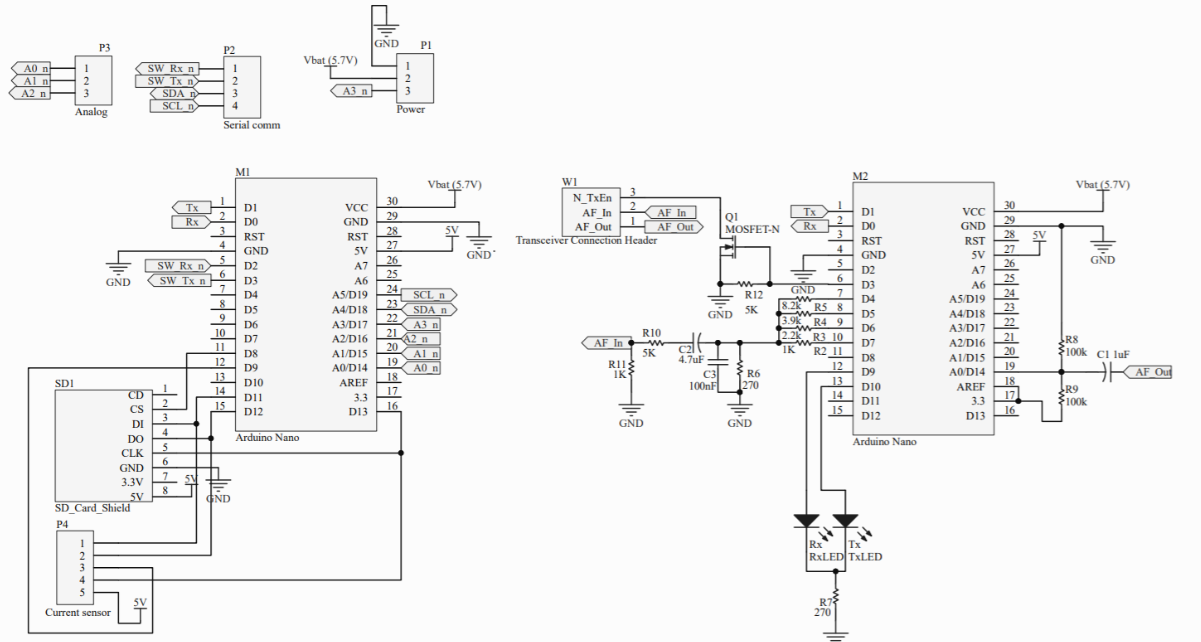 P3
A0_n 1
A1_n 2
A2_n 3
Analog
P2
SW_Rx_n 1
SW_Tx_n 2
SDA_n 3
SCL_n 4
Serial comm
GND
P1
Vbat (5.7V)
1
2
A3_n 3
Power
M1
Tx 1 D1
Rx 2 D0
3 RST
4 GND
GND
SW_Rx_n 5 D2
SW_Tx_n 6 D3
7 D4
8 D5
9 D6
10 D7
11 D8
12 D9
13 D10
14 D11
15 D12
VCC 30 Vbat (5.7V)
GND 29
GND
RST 28
5V 27 5V
A7 26
A6 25
A5/D19 24 SCL_n
A4/D18 23 SDA_n
A3/D17 22 A3_n
A2/D16 21 A2_n
A1/D15 20 A1_n
A0/D14 19 A0_n
AREF 18
3.3 17
D13 16
Arduino Nano
SD1
CD 1
CS 2
DI 3
DO 4
CLK 5
GND 6
3.3V 7
5V 8
5V
GND
SD_Card_Shield
P4
1
2
3
4
5
5V
Current sensor
W1
N_TxEn 3
AF_In 2 AF_In
AF_Out 1 AF_Out
Transceiver Connection Header
Q1
MOSFET-N
GND
R12
5K
GND
8.2k R5
3.9k R4
2.2k R3
1K R2
AF_In
R10
5K
R11
1K
C2
4.7uF
C3
100nF
R6
270
GND
GND
M2
Tx 1 D1
Rx 2 D0
3 RST
4 GND
5 D2
6 D3
7 D4
8 D5
9 D6
10 D7
11 D8
12 D9
13 D10
14 D11
15 D12
VCC 30 Vbat (5.7V)
GND 29
GND
RST 28
5V 27 5V
A7 26
A6 25
A5/D19 24
A4/D18 23
A3/D17 22
A2/D16 21
A1/D15 20
A0/D14 19
AREF 18
3.3 17
D13 16
Arduino Nano
R8
100k
R9
100k
C1 1uF
AF_Out
Rx
RxLED
Tx
TxLED
R7
270